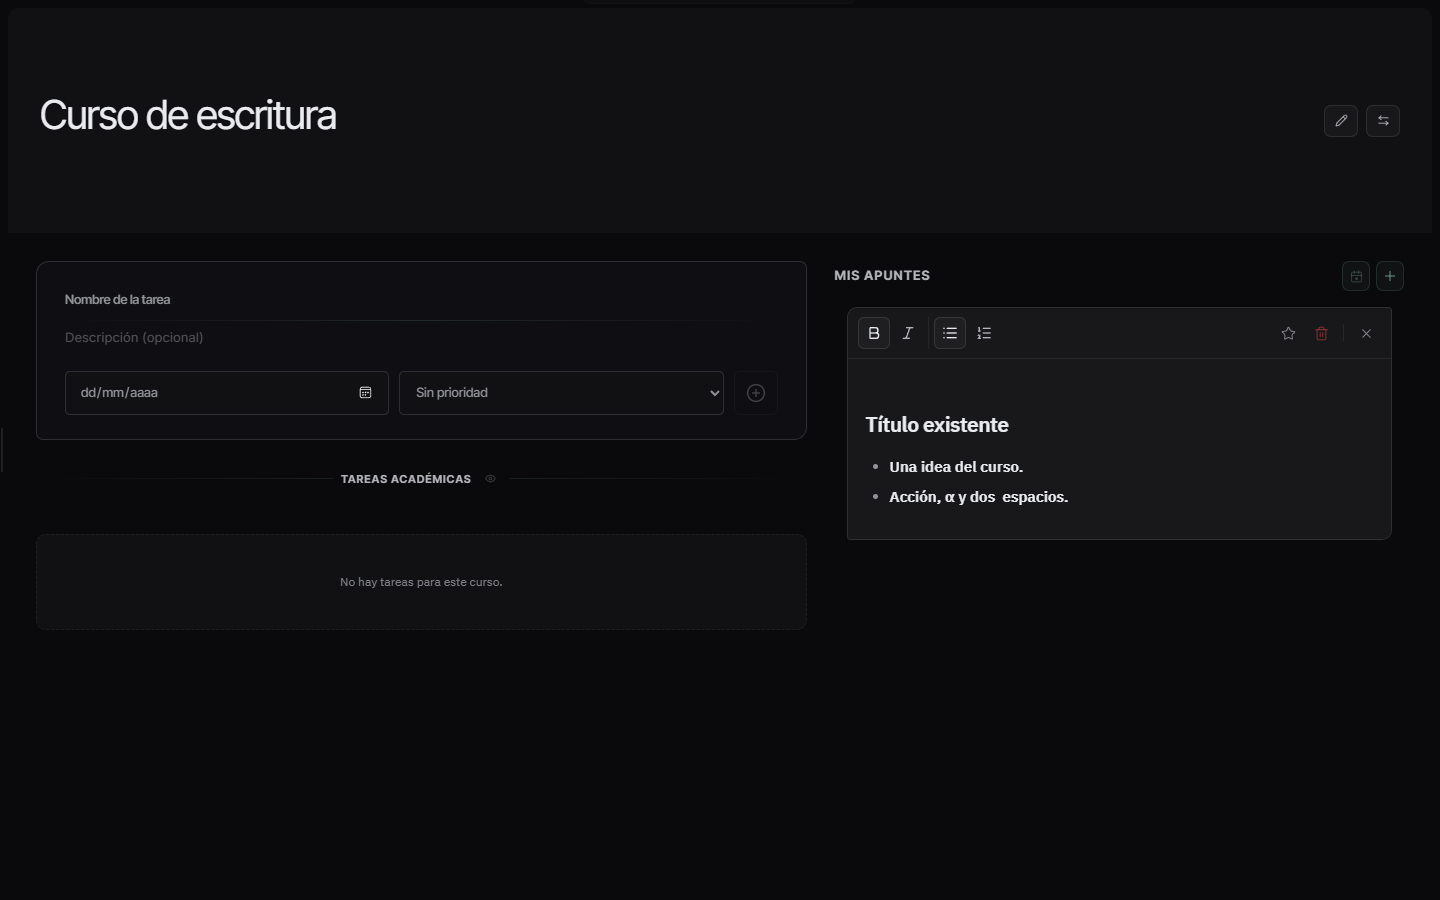 Curso de escritura
Nombre de la tarea
Descripción (opcional)
dd/mm/aaaa
Sin prioridad
TAREAS ACADÉMICAS
No hay tareas para este curso.
MIS APUNTES
Título existente
Una idea del curso.
Acción, α y dos  espacios.